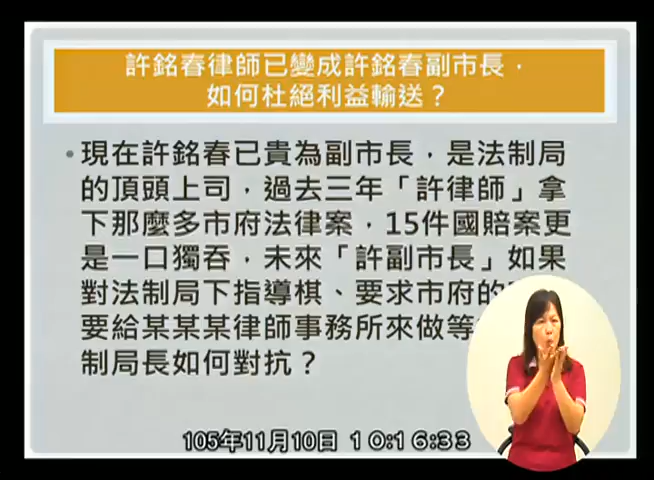 許銘春律師已變成許銘春副市長，
如何杜絕利益輸送？
•現在許銘春已貴為副市長，是法制局
的頂頭上司，過去三年「許律師」拿
下那麼多市府法律案，15件國賠案更
是一口獨吞，未來「許副市長」如果
對法制局下指導棋、要求市府的
要給某某某律師事務所來做等
制局長如何對抗？
105年11月10日 10:16:33